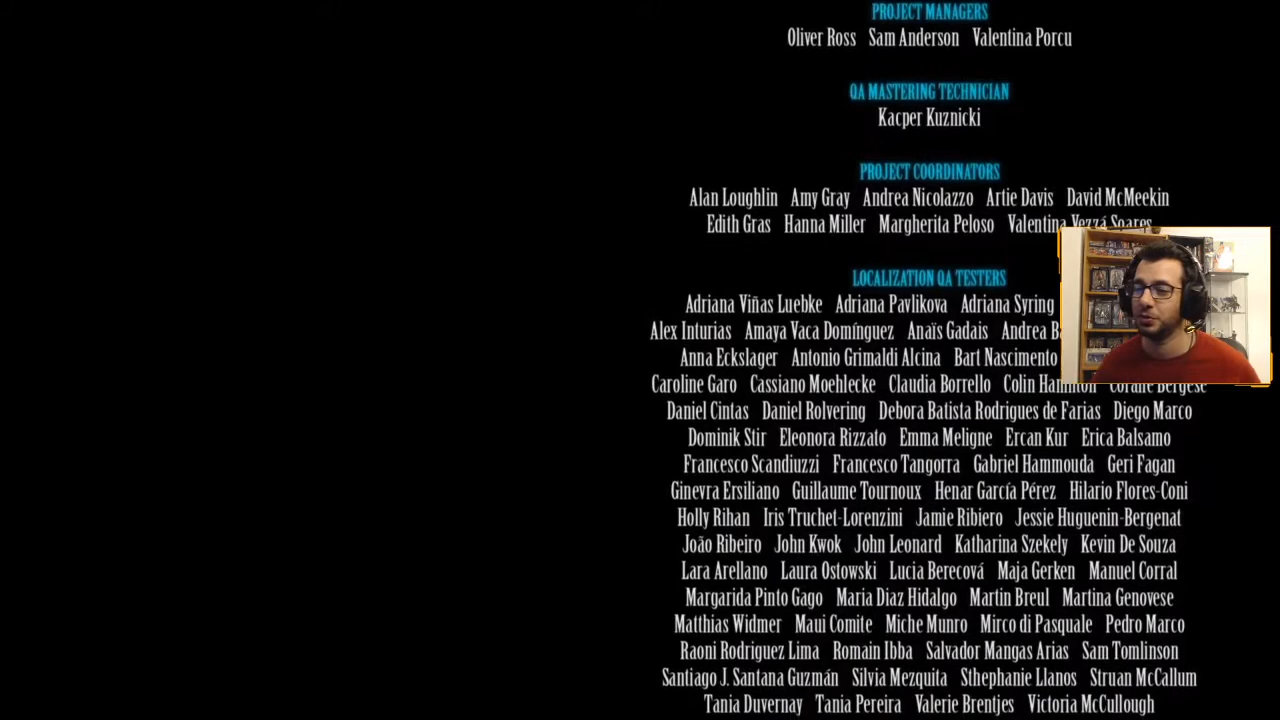 PROJECT MANAGERS
Oliver Ross Sam Anderson Valentina Porcu
QA MASTERING TECHNICIAN
Kacper Kuznicki
PROJECT COORDINATORS
Alan Loughlin Amy Gray Andrea Nicolazzo Artie Davis David McMeekin
Edith Gras Hanna Miller Margherita Peloso Valentina Vezzá Soares
LOCALIZATION QA TESTERS
Adriana Viñas Luebke Adriana Pavlikova Adriana Syring
Alex Inturias Amaya Vaca Domínguez Anaïs Gadais Andrea
Anna Eckslager Antonio Grimaldi Alcina Bart Nascimento
Caroline Garo Cassiano Moehlecke Claudia Borrello Colin Hamilton Coralie Bergese
Daniel Cintas Daniel Rolvering Debora Batista Rodrigues de Farias Diego Marco
Dominik Stir Eleonora Rizzato Emma Meligne Ercan Kur Erica Balsamo
Francesco Scandiuzzi Francesco Tangorra Gabriel Hammouda Geri Fagan
Ginevra Ersiliano Guillaume Tournoux Henar García Pérez Hilario Flores-Coni
Holly Rihan Iris Truchet-Lorenzini Jamie Ribiero Jessie Huguenin-Bergenat
João Ribeiro John Kwok John Leonard Katharina Szekely Kevin De Souza
Lara Arellano Laura Ostowski Lucia Berecová Maja Gerken Manuel Corral
Margarida Pinto Gago Maria Diaz Hidalgo Martin Breul Martina Genovese
Matthias Widmer Maui Comite Miche Munro Mirco di Pasquale Pedro Marco
Raoni Rodriguez Lima Romain Ibba Salvador Mangas Arias Sam Tomlinson
Santiago J. Santana Guzmán Silvia Mezquita Sthephanie Llanos Struan McCallum
Tania Duvernay Tania Pereira Valerie Brentjes Victoria McCullough